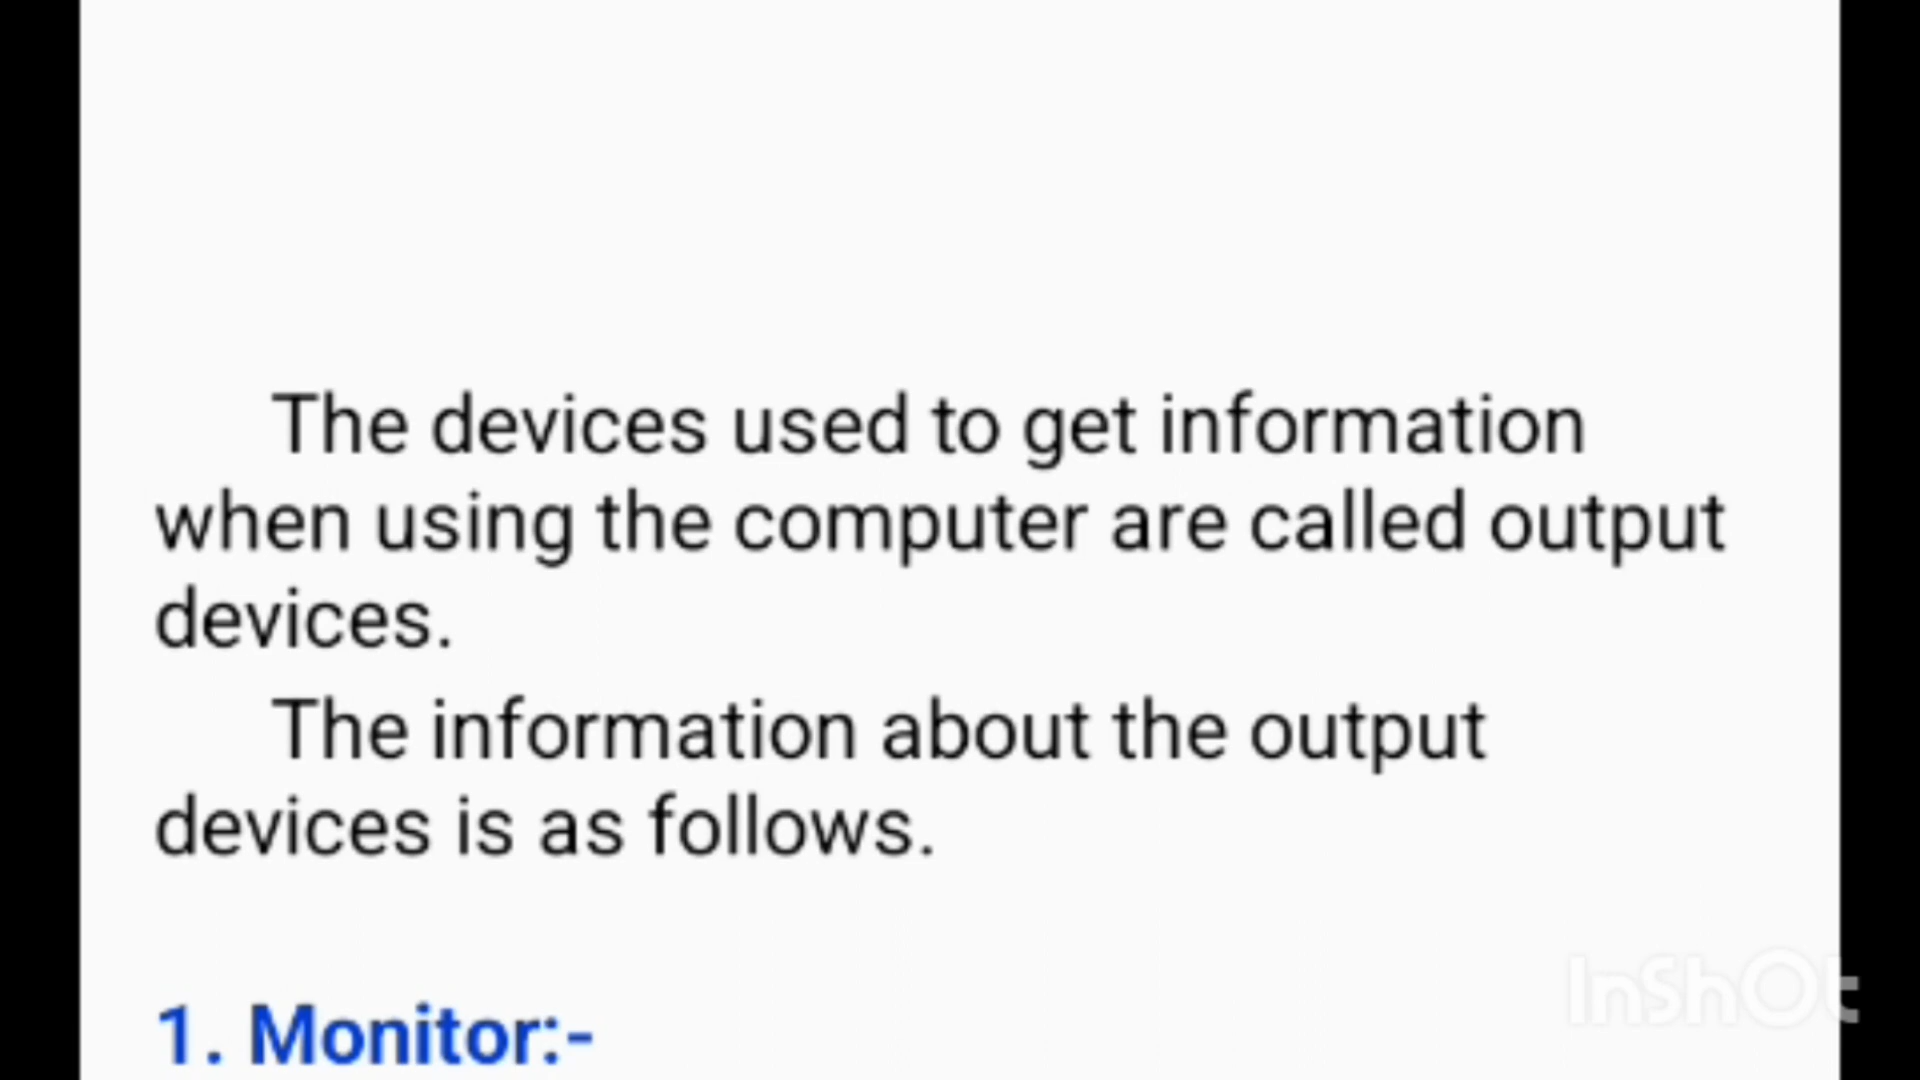 The devices used to get information
when using the computer are called output
devices.
The information about the output
devices is as follows.
1. Monitor:-
InShOt